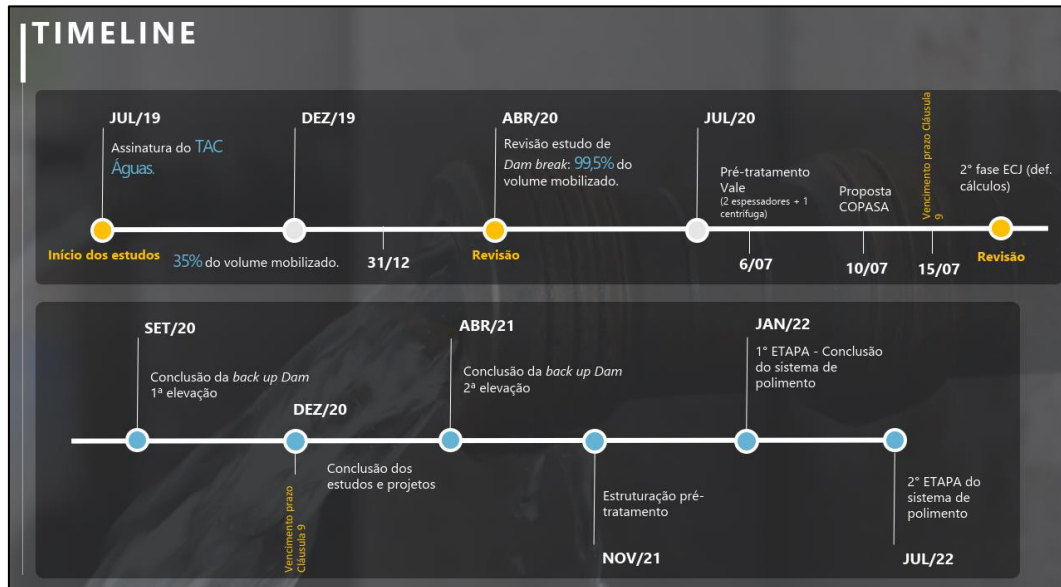 TIMELINE
JUL/19
Assinatura do TAC
Águas.
Início dos estudos
DEZ/19
35% do volume mobilizado.
31/12
ABR/20
Revisão estudo de
Dam break: 99,5% do
volume mobilizado.
Revisão
JUL/20
Pré-tratamento
Vale
(2 espessadores + 1
centrífuga)
6/07
Proposta
COPASA
10/07
Vencimento prazo Cláusula
9
15/07
2° fase ECJ (def.
cálculos)
Revisão
SET/20
Conclusão da back up Dam
1ª elevação
DEZ/20
Conclusão dos
estudos e projetos
Vencimento prazo
Cláusula 9
ABR/21
Conclusão da back up Dam
2ª elevação
Estruturação pré-
tratamento
NOV/21
JAN/22
1° ETAPA - Conclusão
do sistema de
polimento
2° ETAPA do
sistema de
polimento
JUL/22